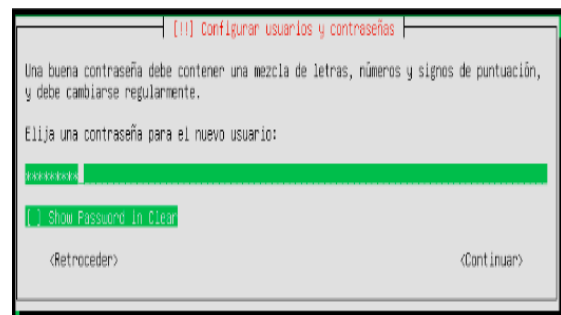 [!!] Configurar usuarios y contraseñas
Una buena contraseña debe contener una mezcla de letras, números y signos de puntuación,
y debe cambiarse regularmente.
Elija una contraseña para el nuevo usuario:
*********
[ ] Show Password in Clear
<Retroceder> <Continuar>